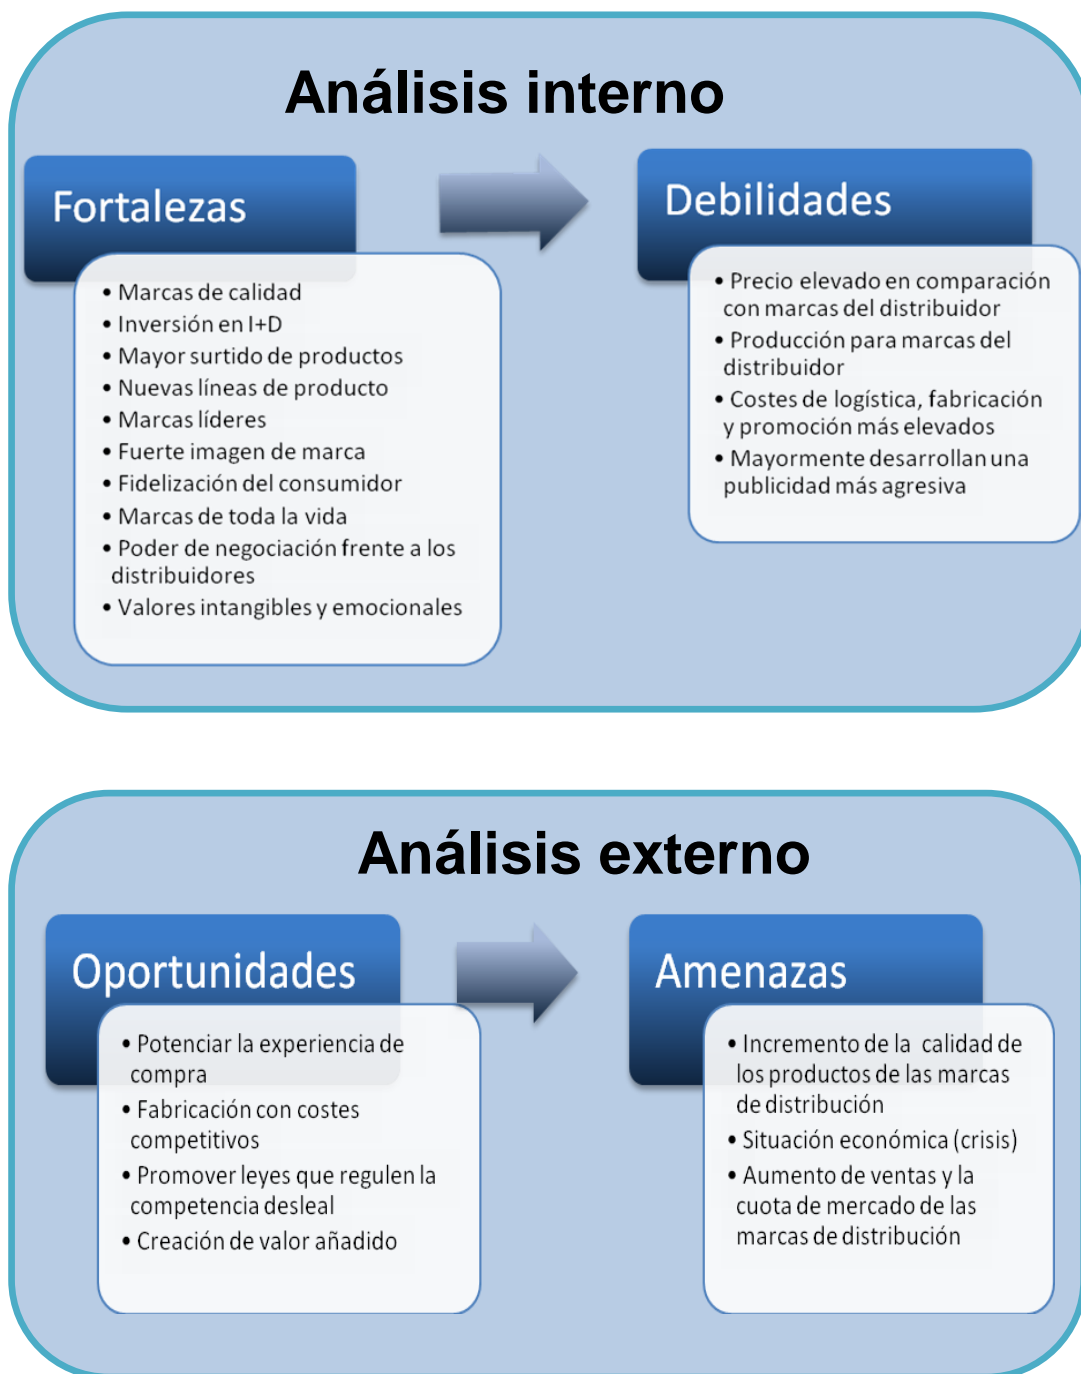 Análisis interno
Fortalezas
• Marcas de calidad
• Inversión en I+D
• Mayor surtido de productos
• Nuevas líneas de producto
• Marcas líderes
• Fuerte imagen de marca
• Fidelización del consumidor
• Marcas de toda la vida
• Poder de negociación frente a los
distribuidores
• Valores intangibles y emocionales
Debilidades
• Precio elevado en comparación
con marcas del distribuidor
• Producción para marcas del
distribuidor
• Costes de logística, fabricación
y promoción más elevados
• Mayormente desarrollan una
publicidad más agresiva
Análisis externo
Oportunidades
• Potenciar la experiencia de
compra
• Fabricación con costes
competitivos
• Promover leyes que regulen la
competencia desleal
• Creación de valor añadido
Amenazas
• Incremento de la calidad de
los productos de las marcas
de distribución
• Situación económica (crisis)
• Aumento de ventas y la
cuota de mercado de las
marcas de distribución